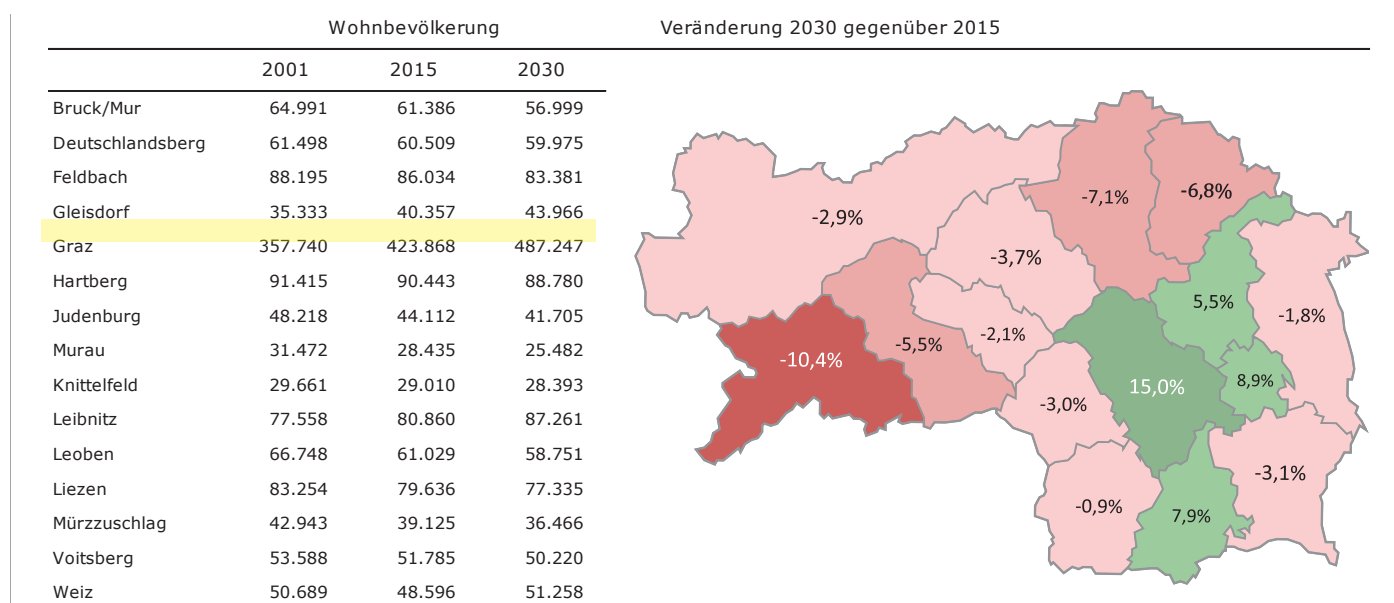 Wohnbevölkerung Veränderung 2030 gegenüber 2015
2001 2015 2030
Bruck/Mur 64.991 61.386 56.999
Deutschlandsberg 61.498 60.509 59.975
Feldbach 88.195 86.034 83.381
Gleisdorf 35.333 40.357 43.966
Graz 357.740 423.868 487.247
Hartberg 91.415 90.443 88.780
Judenburg 48.218 44.112 41.705
Murau 31.472 28.435 25.482
Knittelfeld 29.661 29.010 28.393
Leibnitz 77.558 80.860 87.261
Leoben 66.748 61.029 58.751
Liezen 83.254 79.636 77.335
Mürzzuschlag 42.943 39.125 36.466
Voitsberg 53.588 51.785 50.220
Weiz 50.689 48.596 51.258
-7,1%
-6,8%
-2,9%
-3,7%
5,5%
-1,8%
-2,1%
-5,5%
-10,4%
15,0%
8,9%
-3,0%
-3,1%
-0,9%
7,9%